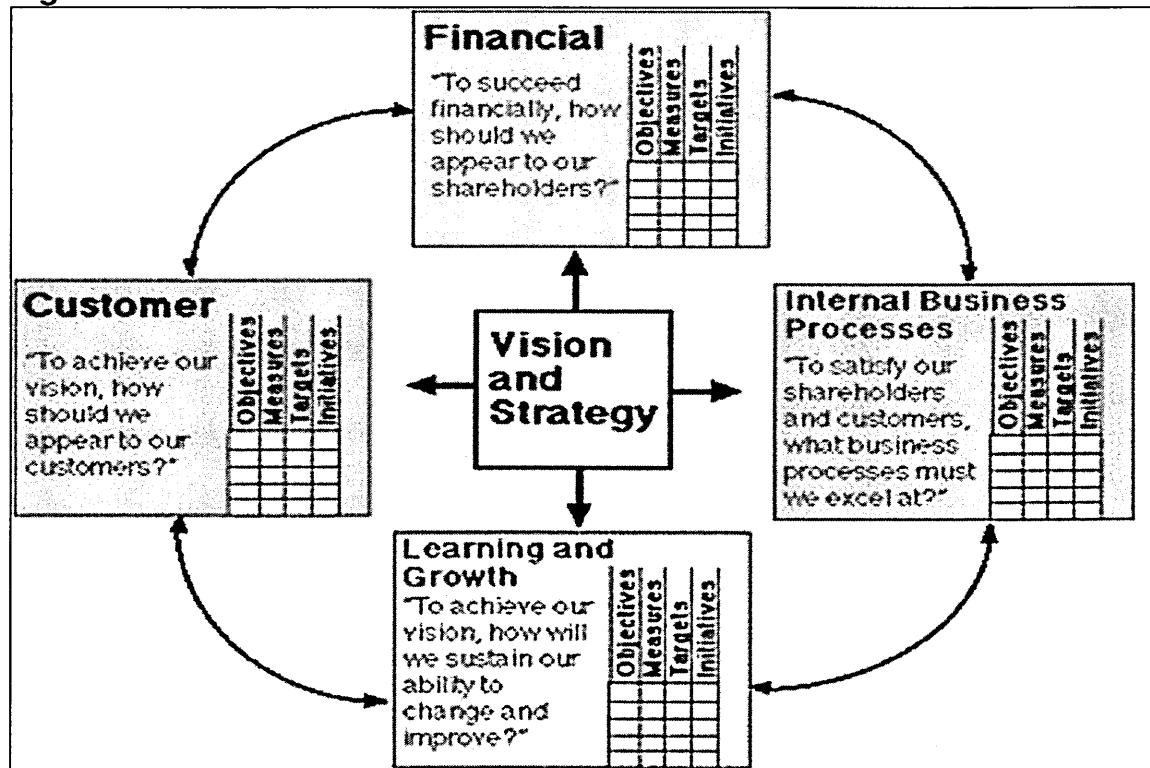 Financial
"To succeed
financially, how
should we
appear to our
shareholders?"
Objectives
Measures
Targets
Initiatives
Customer
"To achieve our
vision, how
should we
appear to our
customers?"
Objectives
Measures
Targets
Initiatives
Vision
and
Strategy
Internal Business
Processes
"To satisfy our
shareholders
and customers,
what business
processes must
we excel at?"
Objectives
Measures
Targets
Initiatives
Learning and
Growth
"To achieve our
vision, how will
we sustain our
ability to
change and
improve?"
Objectives
Measures
Targets
Initiatives